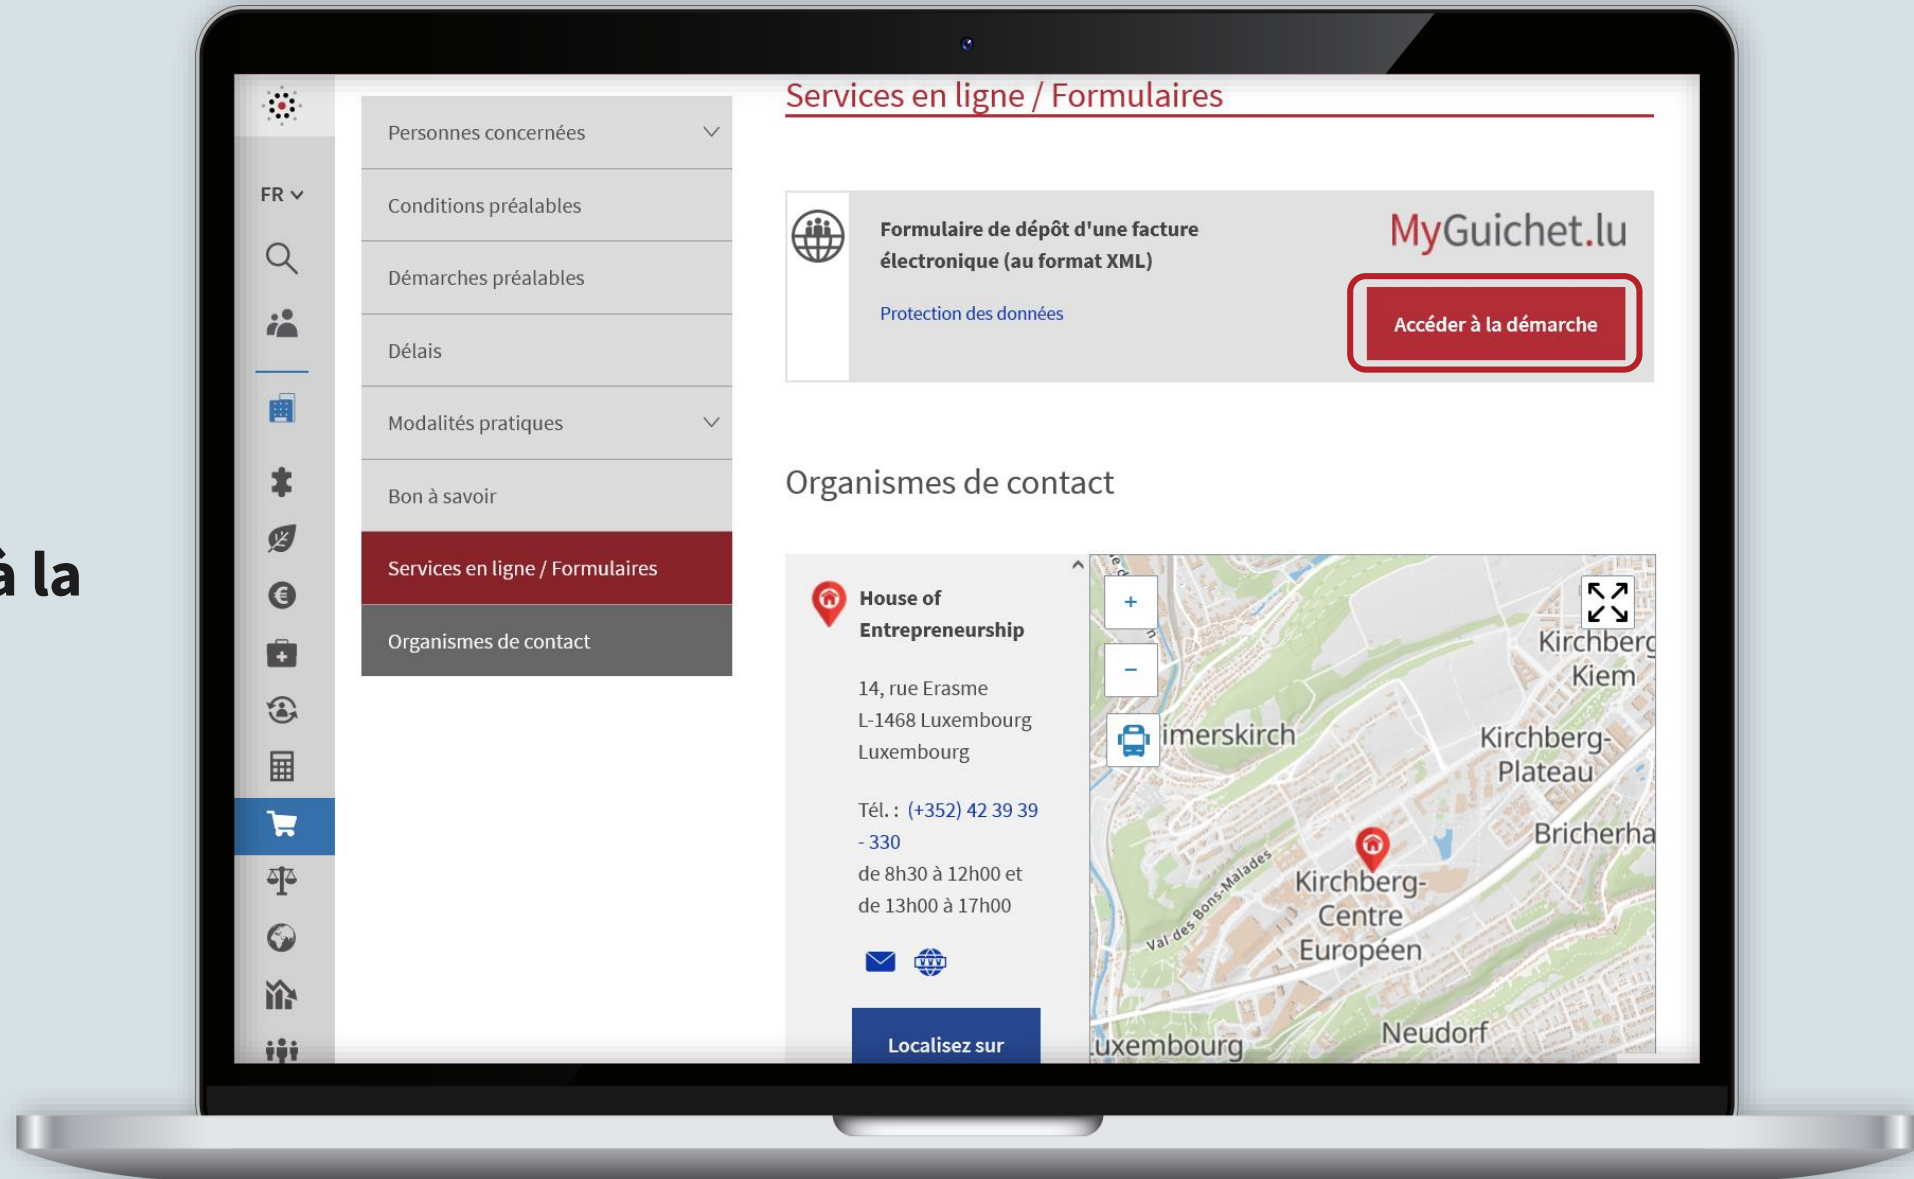 à la
FR
Personnes concernées
Conditions préalables
Démarches préalables
Délais
Modalités pratiques
Bon à savoir
Services en ligne / Formulaires
Organismes de contact
Services en ligne / Formulaires
Formulaire de dépôt d'une facture
électronique (au format XML)
Protection des données
MyGuichet.lu
Accéder à la démarche
Organismes de contact
House of
Entrepreneurship
14, rue Erasme
L-1468 Luxembourg
Luxembourg
Tél. : (+352) 42 39 39
- 330
de 8h30 à 12h00 et
de 13h00 à 17h00
Localisez sur
+
−
Kirchberg
Kiem
imerskirch
Kirchberg-
Plateau
Bricherha
Val des Bons-Malades
Kirchberg-
Centre
Européen
Neudorf
uxembourg